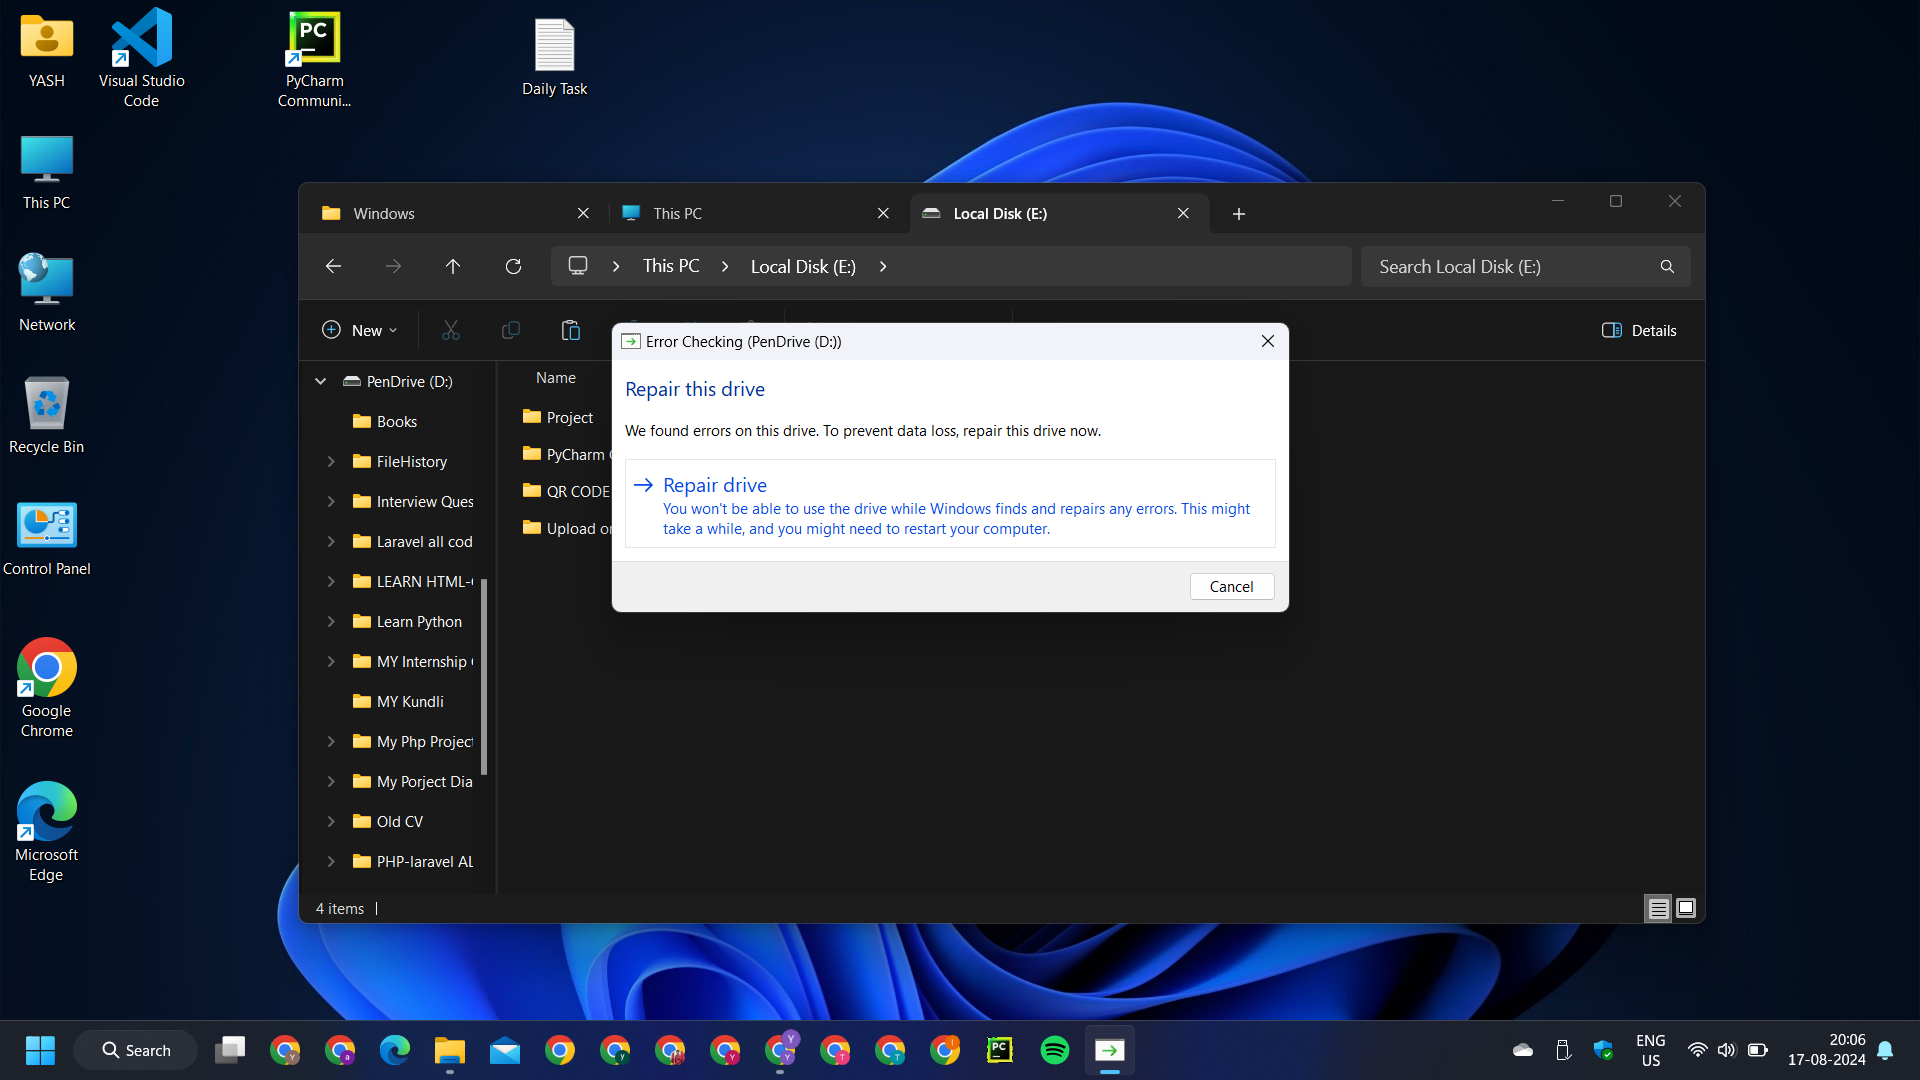 YASH
Visual Studio
Code
PC
PyCharm
Communi...
Daily Task
This PC
Network
Recycle Bin
Control Panel
Google
Chrome
Microsoft
Edge
Windows
This PC
Local Disk (E:)
This PC
Local Disk (E:)
Search Local Disk (E:)
New
Details
PenDrive (D:)
Books
FileHistory
Interview Ques
Laravel all cod
LEARN HTML-
Learn Python
MY Internship
MY Kundli
My Php Project
My Porject Dia
Old CV
PHP-laravel AL
Name
Project
PyCharm
QR CODE
Upload
4 items
Error Checking (PenDrive (D:))
Repair this drive
We found errors on this drive. To prevent data loss, repair this drive now.
Repair drive
You won't be able to use the drive while Windows finds and repairs any errors. This might
take a while, and you might need to restart your computer.
Cancel
Search
Y
a
y
Y
Y
Y
T
T
PC
ENG
US
20:06
17-08-2024